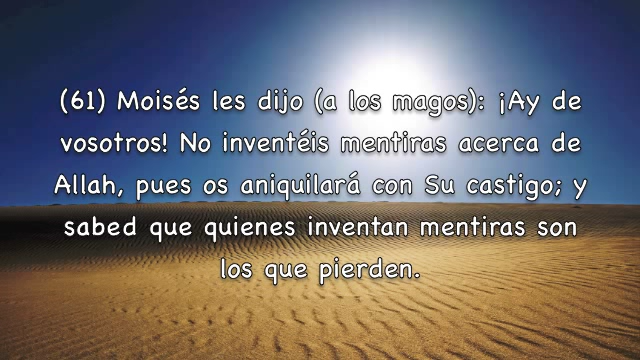 (61) Moisés les dijo (a los magos): ¡Ay de
vosotros! No inventéis mentiras acerca de
Allah, pues os aniquilará con Su castigo; y
sabed que quienes inventan mentiras son
los que pierden.